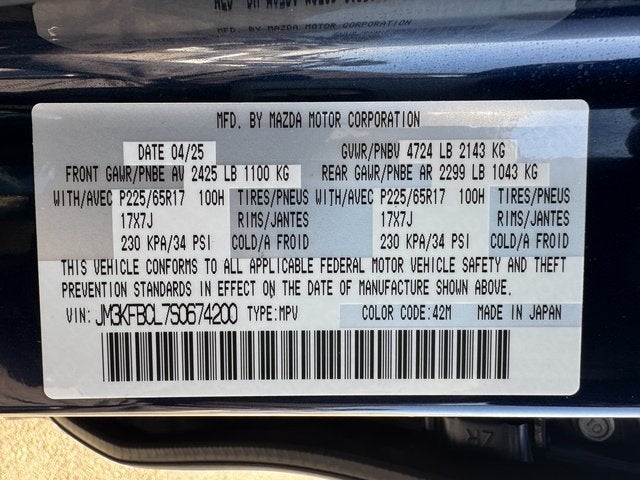 MFD. BY MAZDA MOTOR CORPORATION
DATE 04/25 GVWR/PNBV 4724 LB 2143 KG
FRONT GAWR/PNBE AV 2425 LB 1100 KG REAR GAWR/PNBE AR 2299 LB 1043 KG
WITH/AVEC P225/65R17 100H TIRES/PNEUS WITH/AVEC P225/65R17 100H TIRES/PNEUS
17X7J RIMS/JANTES 17X7J RIMS/JANTES
230 KPA/34 PSI COLD/A FROID 230 KPA/34 PSI COLD/A FROID
THIS VEHICLE CONFORMS TO ALL APPLICABLE FEDERAL MOTOR VEHICLE SAFETY AND THEFT
PREVENTION STANDARDS IN EFFECT ON THE DATE OF MANUFACTURE SHOWN ABOVE.
VIN: JM3KFBCL7S0674200 TYPE:MPV COLOR CODE:42M MADE IN JAPAN